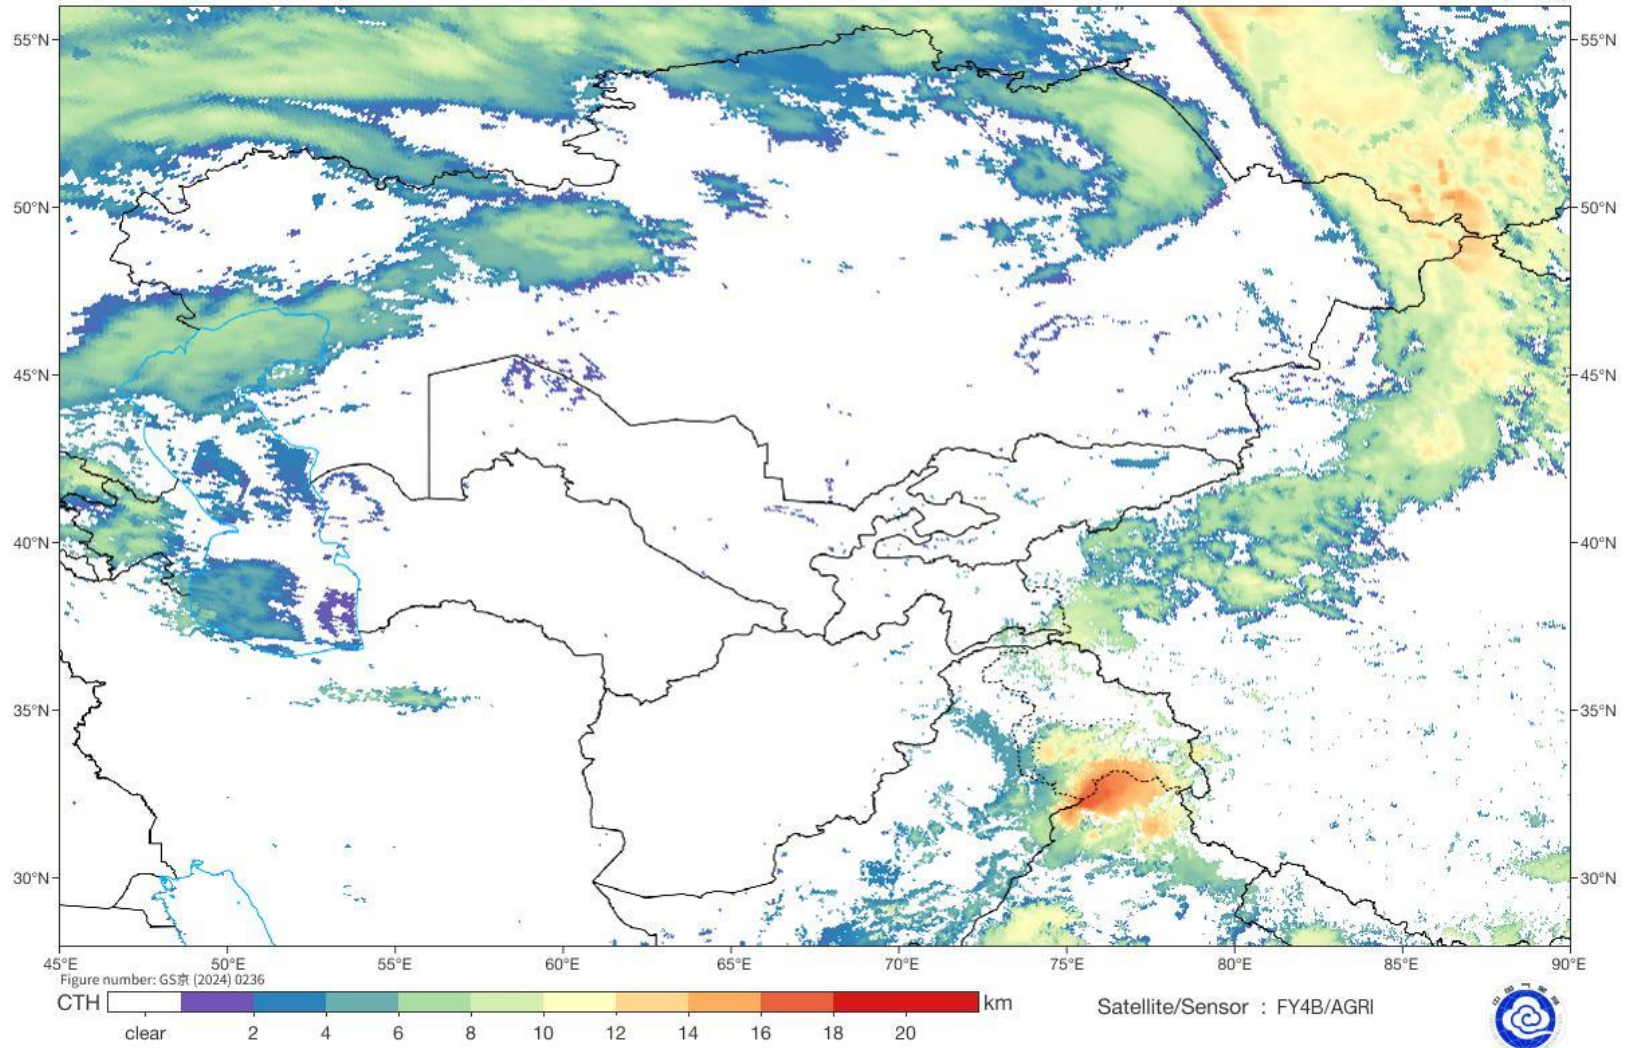 55°N 55°N
50°N 50°N
45°N 45°N
40°N 40°N
35°N 35°N
30°N 30°N
45°E 50°E 55°E 60°E 65°E 70°E 75°E 80°E 85°E 90°E
Figure number: GS京 (2024) 0236
CTH km
clear 2 4 6 8 10 12 14 16 18 20
Satellite/Sensor : FY4B/AGRI